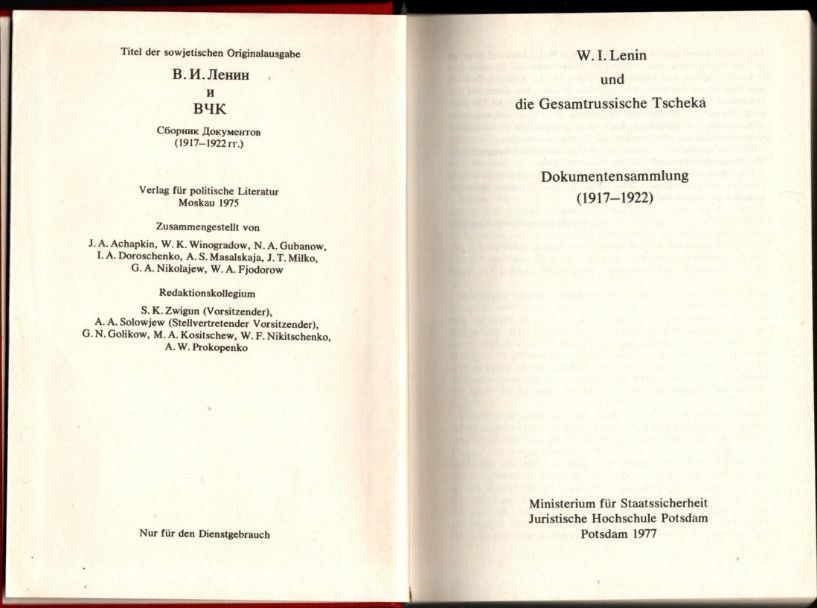 Titel der sowjetischen Originalausgabe
В. И. Ленин
и
ВЧК
Сборник Документов
(1917–1922 гг.)
Verlag für politische Literatur
Moskau 1975
Zusammengestellt von
J. A. Achapkin, W. K. Winogradow, N. A. Gubanow,
I. A. Doroschenko, A. S. Masalskaja, J. T. Milko,
G. A. Nikolajew, W. A. Fjodorow
Redaktionskollegium
S. K. Zwigun (Vorsitzender),
A. A. Solowjew (Stellvertretender Vorsitzender),
G. N. Golikow, M. A. Kositschew, W. F. Nikitschenko,
A. W. Prokopenko
Nur für den Dienstgebrauch
W. I. Lenin
und
die Gesamtrussische Tscheka
Dokumentensammlung
(1917–1922)
Ministerium für Staatssicherheit
Juristische Hochschule Potsdam
Potsdam 1977